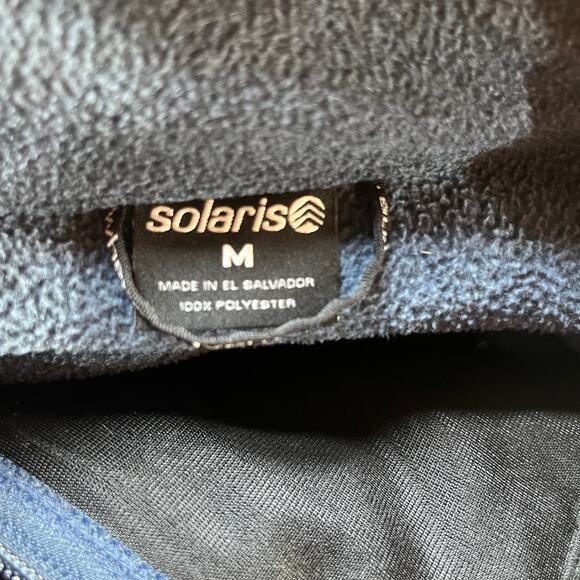 solaris
M
MADE IN EL SALVADOR
100% POLYESTER